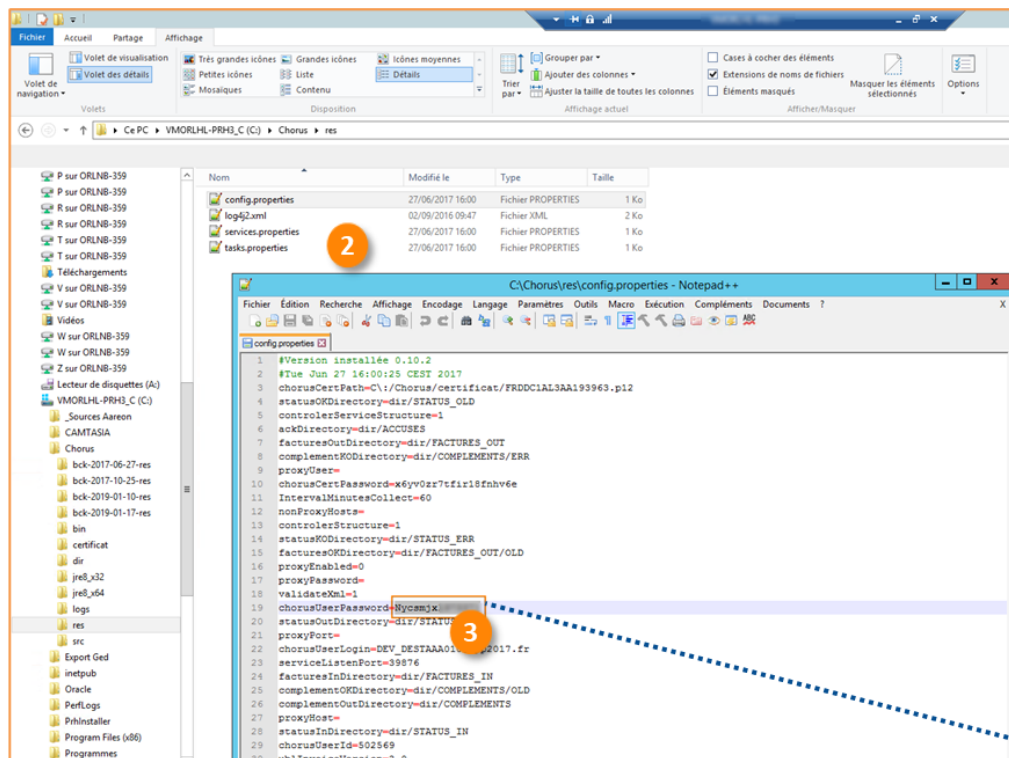 Fichier Accueil Partage Affichage
Volet de navigation
Volet de visualisation
Volet des détails
Volets
Très grandes icônes Grandes icônes Icônes moyennes
Petites icônes Liste Détails
Mosaïques Contenu
Disposition
Trier par
Grouper par
Ajouter des colonnes
Ajuster la taille de toutes les colonnes
Affichage actuel
Cases à cocher des éléments
Extensions de noms de fichiers
Éléments masqués
Masquer les éléments sélectionnés
Afficher/Masquer
Options
Ce PC VMORLHL-PRH3_C (C:) Chorus res
P sur ORLNB-359
P sur ORLNB-359
R sur ORLNB-359
R sur ORLNB-359
T sur ORLNB-359
T sur ORLNB-359
Téléchargements
V sur ORLNB-359
V sur ORLNB-359
Vidéos
W sur ORLNB-359
W sur ORLNB-359
Z sur ORLNB-359
Lecteur de disquettes (A:)
VMORLHL-PRH3_C (C:)
_Sources Aareon
CAMTASIA
Chorus
bck-2017-06-27-res
bck-2017-10-25-res
bck-2019-01-10-res
bck-2019-01-17-res
bin
certificat
dir
jre8_x32
jre8_x64
logs
res
src
Export Ged
inetpub
Oracle
PerfLogs
PrhInstaller
Program Files (x86)
Programmes
Nom Modifié le Type Taille
config.properties 27/06/2017 16:00 Fichier PROPERTIES 1 Ko
log4j2.xml 02/09/2016 09:47 Fichier XML 2 Ko
services.properties 27/06/2017 16:00 Fichier PROPERTIES 1 Ko
tasks.properties 27/06/2017 16:00 Fichier PROPERTIES 1 Ko
2
C:\Chorus\res\config.properties - Notepad++
Fichier Édition Recherche Affichage Encodage Langage Paramètres Outils Macro Exécution Compléments Documents ? X
config.properties
1 #Version installée 0.10.2
2 #Tue Jun 27 16:00:25 CEST 2017
3 chorusCertPath=C\:/Chorus/certificat/FRDDC1AL3AA193963.p12
4 statusOKDirectory=dir/STATUS_OLD
5 controlerServiceStructure=1
6 ackDirectory=dir/ACCUSES
7 facturesOutDirectory=dir/FACTURES_OUT
8 complementKODirectory=dir/COMPLEMENTS/ERR
9 proxyUser=
10 chorusCertPassword=x6yv0zr7tfir18fnhv6e
11 IntervalMinutesCollect=60
12 nonProxyHosts=
13 controlerStructure=1
14 statusKODirectory=dir/STATUS_ERR
15 facturesOKDirectory=dir/FACTURES_OUT/OLD
16 proxyEnabled=0
17 proxyPassword=
18 validateXml=1
19 chorusUserPassword=Nycsmjx
20 statusOutDirectory=dir/STATUS
3
21 proxyPort=
22 chorusUserLogin=DEV_DESTAAA01 2017.fr
23 serviceListenPort=39876
24 facturesInDirectory=dir/FACTURES_IN
25 complementOKDirectory=dir/COMPLEMENTS/OLD
26 complementOutDirectory=dir/COMPLEMENTS
27 proxyHost=
28 statusInDirectory=dir/STATUS_IN
29 chorusUserId=502569